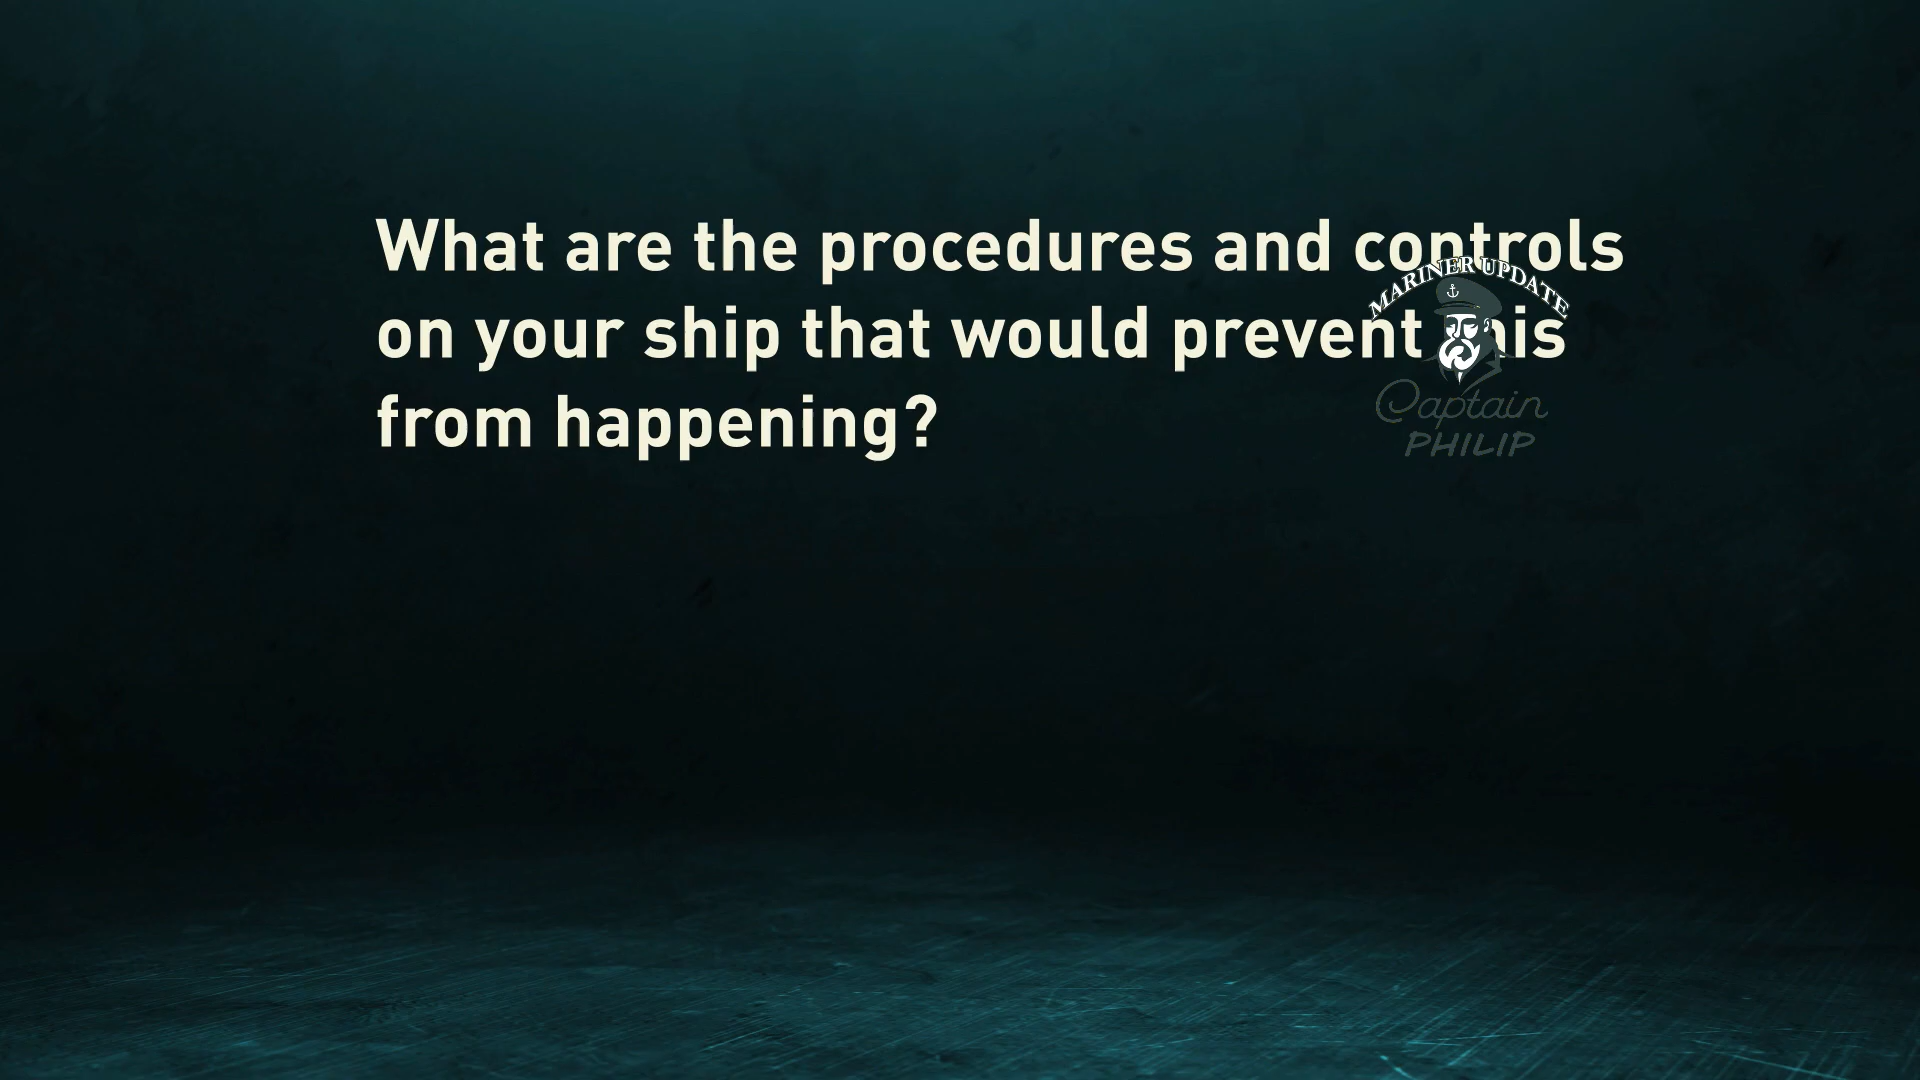 What are the procedures and controls
on your ship that would prevent this
from happening?
MARINER UPDATE
Captain
PHILIP